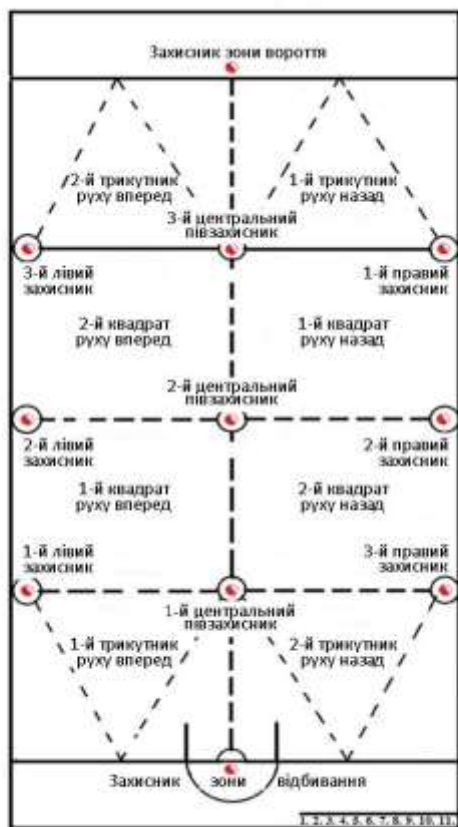 Захисник зони вороття
2-й трикутник
руху вперед
1-й трикутник
руху назад
3-й центральний
півзахисник
3-й лівий
захисник
1-й правий
захисник
2-й квадрат
руху вперед
1-й квадрат
руху назад
2-й центральний
півзахисник
2-й лівий
захисник
2-й правий
захисник
1-й квадрат
руху вперед
2-й квадрат
руху назад
1-й лівий
захисник
3-й правий
захисник
1-й центральний
півзахисник
1-й трикутник
руху вперед
2-й трикутник
руху назад
Захисник зони відбивання
1. 2. 3. 4. 5. 6. 7. 8. 9. 10. 11.